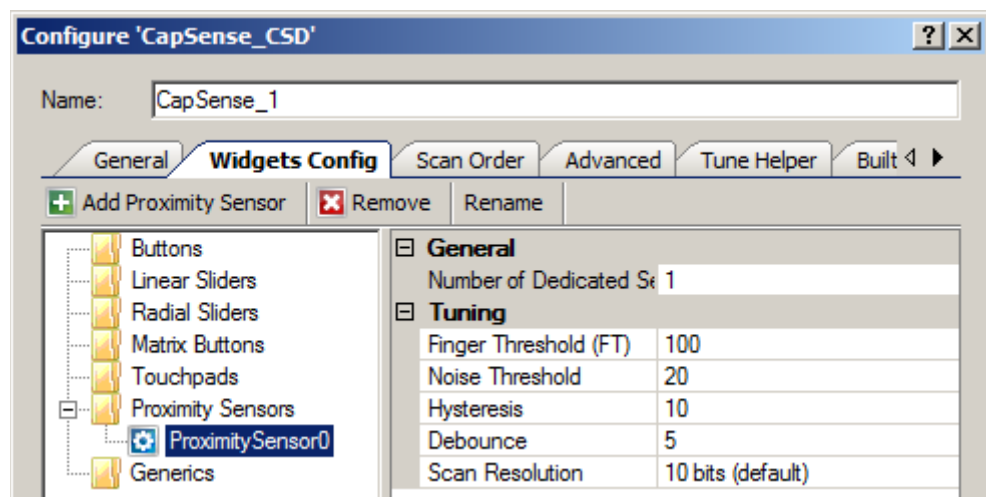 Configure 'CapSense_CSD'
Name: CapSense_1
General Widgets Config Scan Order Advanced Tune Helper Built
Add Proximity Sensor Remove Rename
Buttons
Linear Sliders
Radial Sliders
Matrix Buttons
Touchpads
Proximity Sensors
ProximitySensor0
Generics
General
Number of Dedicated Se 1
Tuning
Finger Threshold (FT) 100
Noise Threshold 20
Hysteresis 10
Debounce 5
Scan Resolution 10 bits (default)